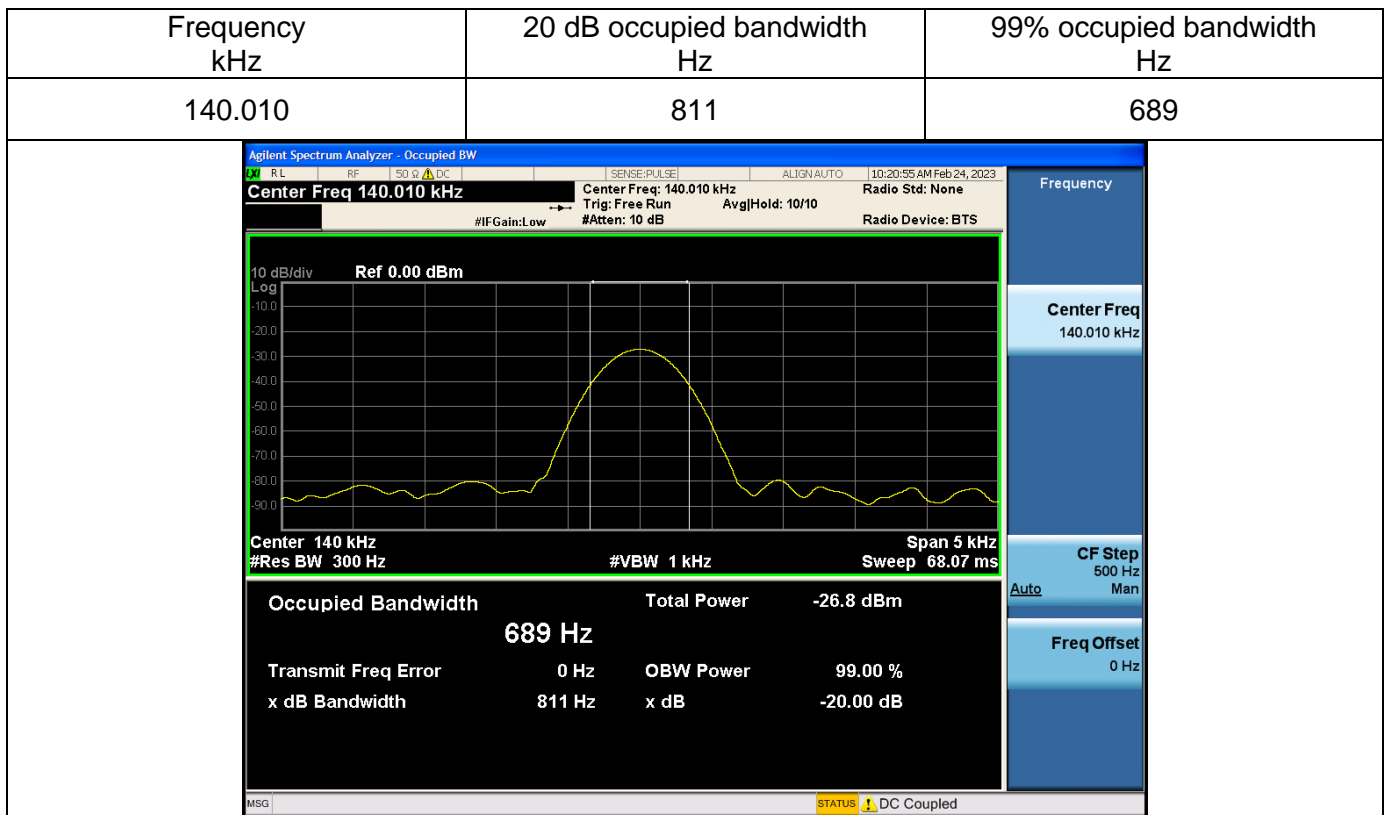 Frequency
kHz
20 dB occupied bandwidth
Hz
99% occupied bandwidth
Hz
140.010 811 689
Agilent Spectrum Analyzer - Occupied BW
LXI RL RF 50 Ω DC SENSE:PULSE ALIGN AUTO 10:20:55 AM Feb 24, 2023
Center Freq 140.010 kHz
Center Freq: 140.010 kHz
Radio Std: None
Trig: Free Run Avg|Hold: 10/10
#IFGain:Low #Atten: 10 dB Radio Device: BTS
10 dB/div Ref 0.00 dBm
Log
-10.0
-20.0
-30.0
-40.0
-50.0
-60.0
-70.0
-80.0
-90.0
Center 140 kHz Span 5 kHz
#Res BW 300 Hz #VBW 1 kHz Sweep 68.07 ms
Occupied Bandwidth Total Power -26.8 dBm
689 Hz
Transmit Freq Error 0 Hz OBW Power 99.00 %
x dB Bandwidth 811 Hz x dB -20.00 dB
MSG STATUS DC Coupled
Frequency
Center Freq
140.010 kHz
CF Step
500 Hz
Auto Man
Freq Offset
0 Hz